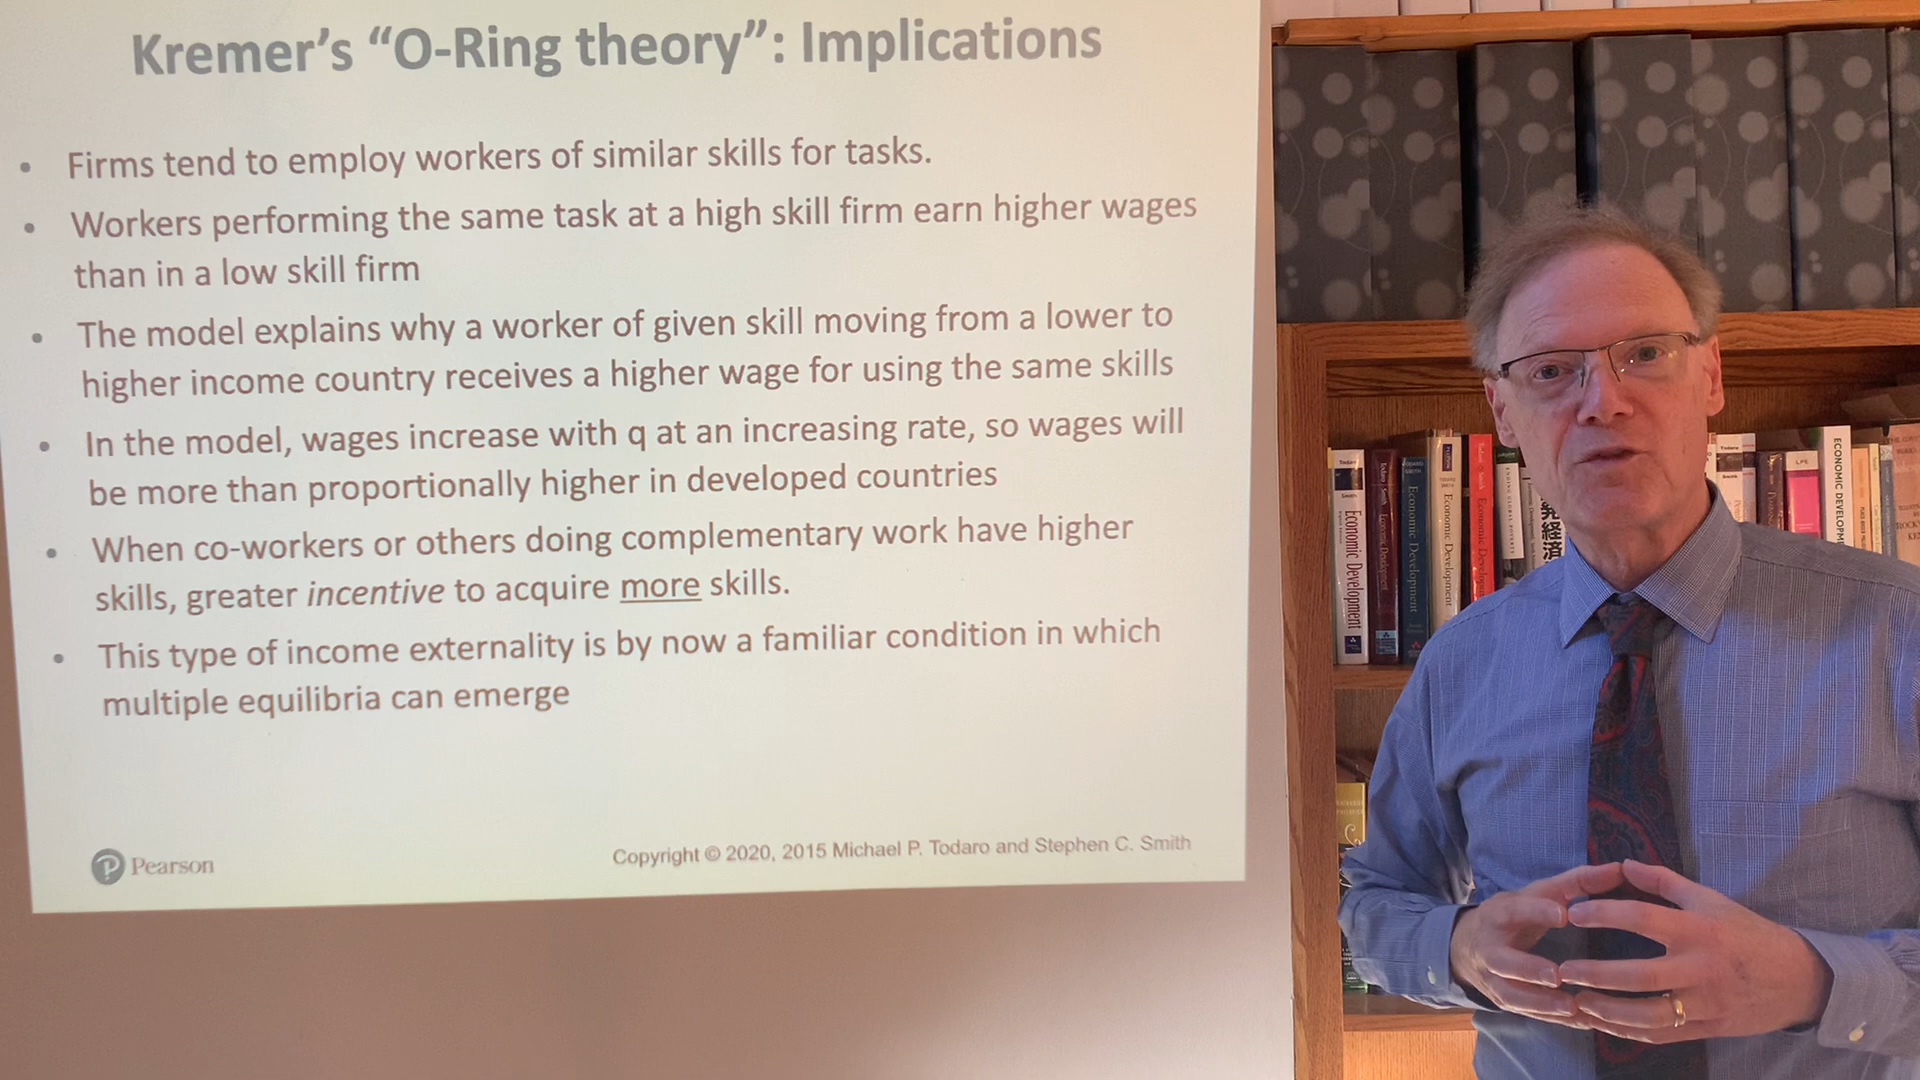 Kremer's “O-Ring theory”: Implications
• Firms tend to employ workers of similar skills for tasks.
• Workers performing the same task at a high skill firm earn higher wages
than in a low skill firm
• The model explains why a worker of given skill moving from a lower to
higher income country receives a higher wage for using the same skills
• In the model, wages increase with q at an increasing rate, so wages will
be more than proportionally higher in developed countries
• When co-workers or others doing complementary work have higher
skills, greater incentive to acquire more skills.
• This type of income externality is by now a familiar condition in which
multiple equilibria can emerge
Pearson
Copyright © 2020, 2015 Michael P. Todaro and Stephen C. Smith
Economic Development
Economic Development
Economic Development
Economic Development
LPE
ECONOMIC DEVELOPM